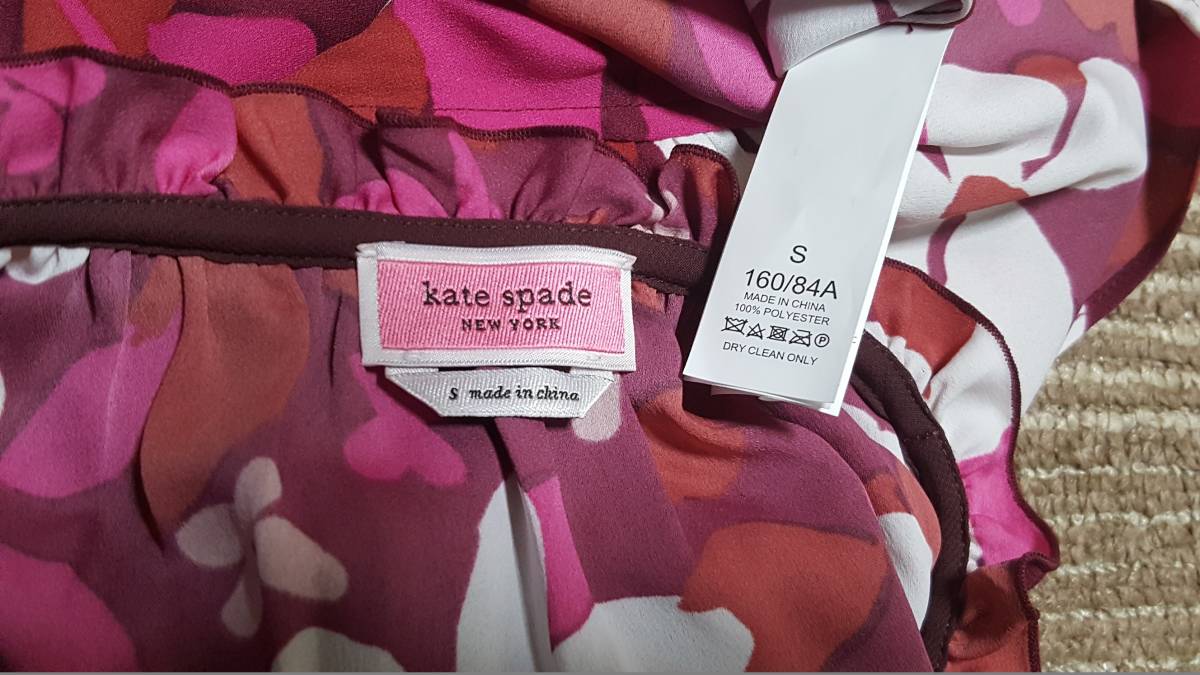 kate spade
NEW YORK
S made in china
S
160/84A
MADE IN CHINA
100% POLYESTER
P
DRY CLEAN ONLY